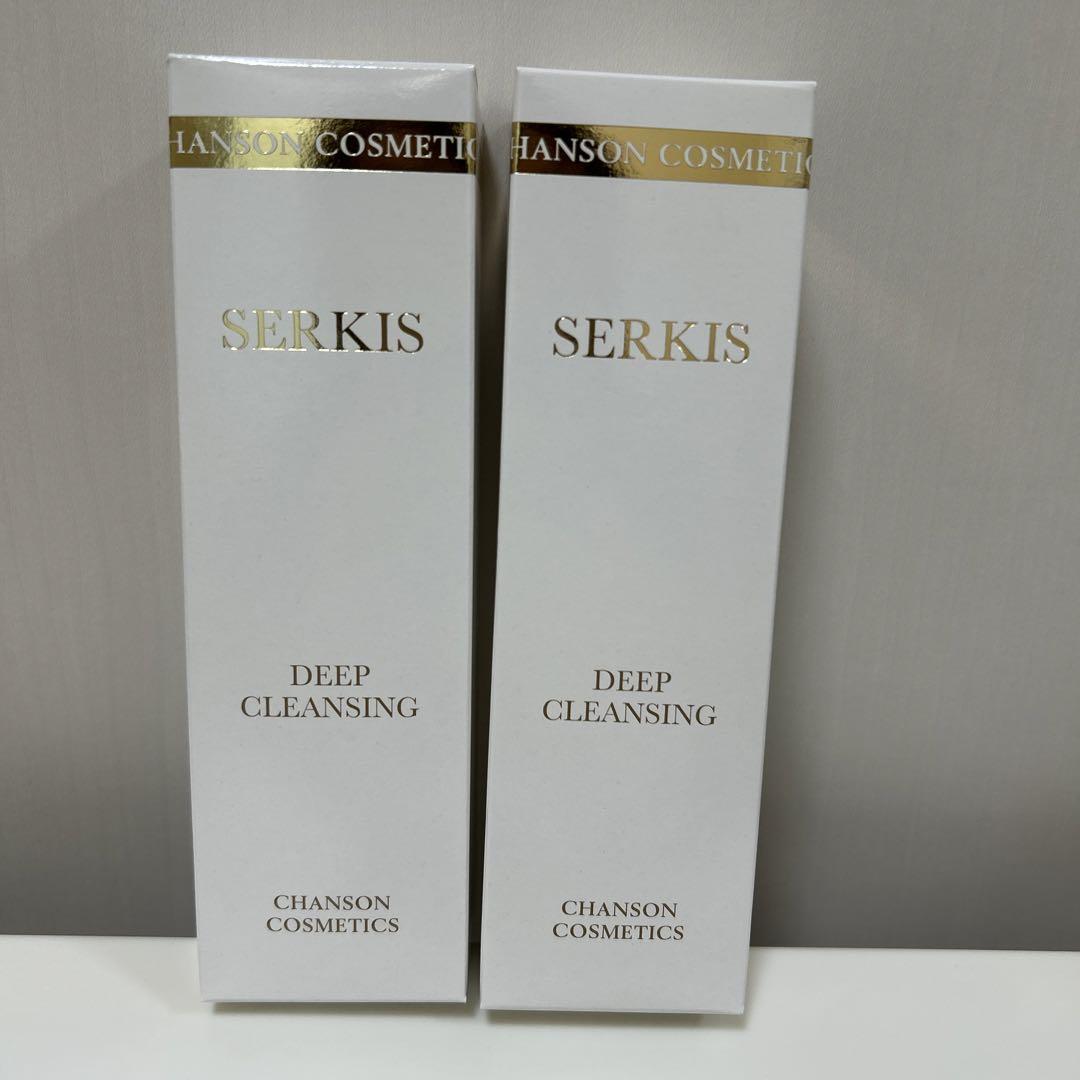 HANSON COSMETIC
SERKIS
DEEP
CLEANSING
CHANSON
COSMETICS
HANSON COSMETIC
SERKIS
DEEP
CLEANSING
CHANSON
COSMETICS